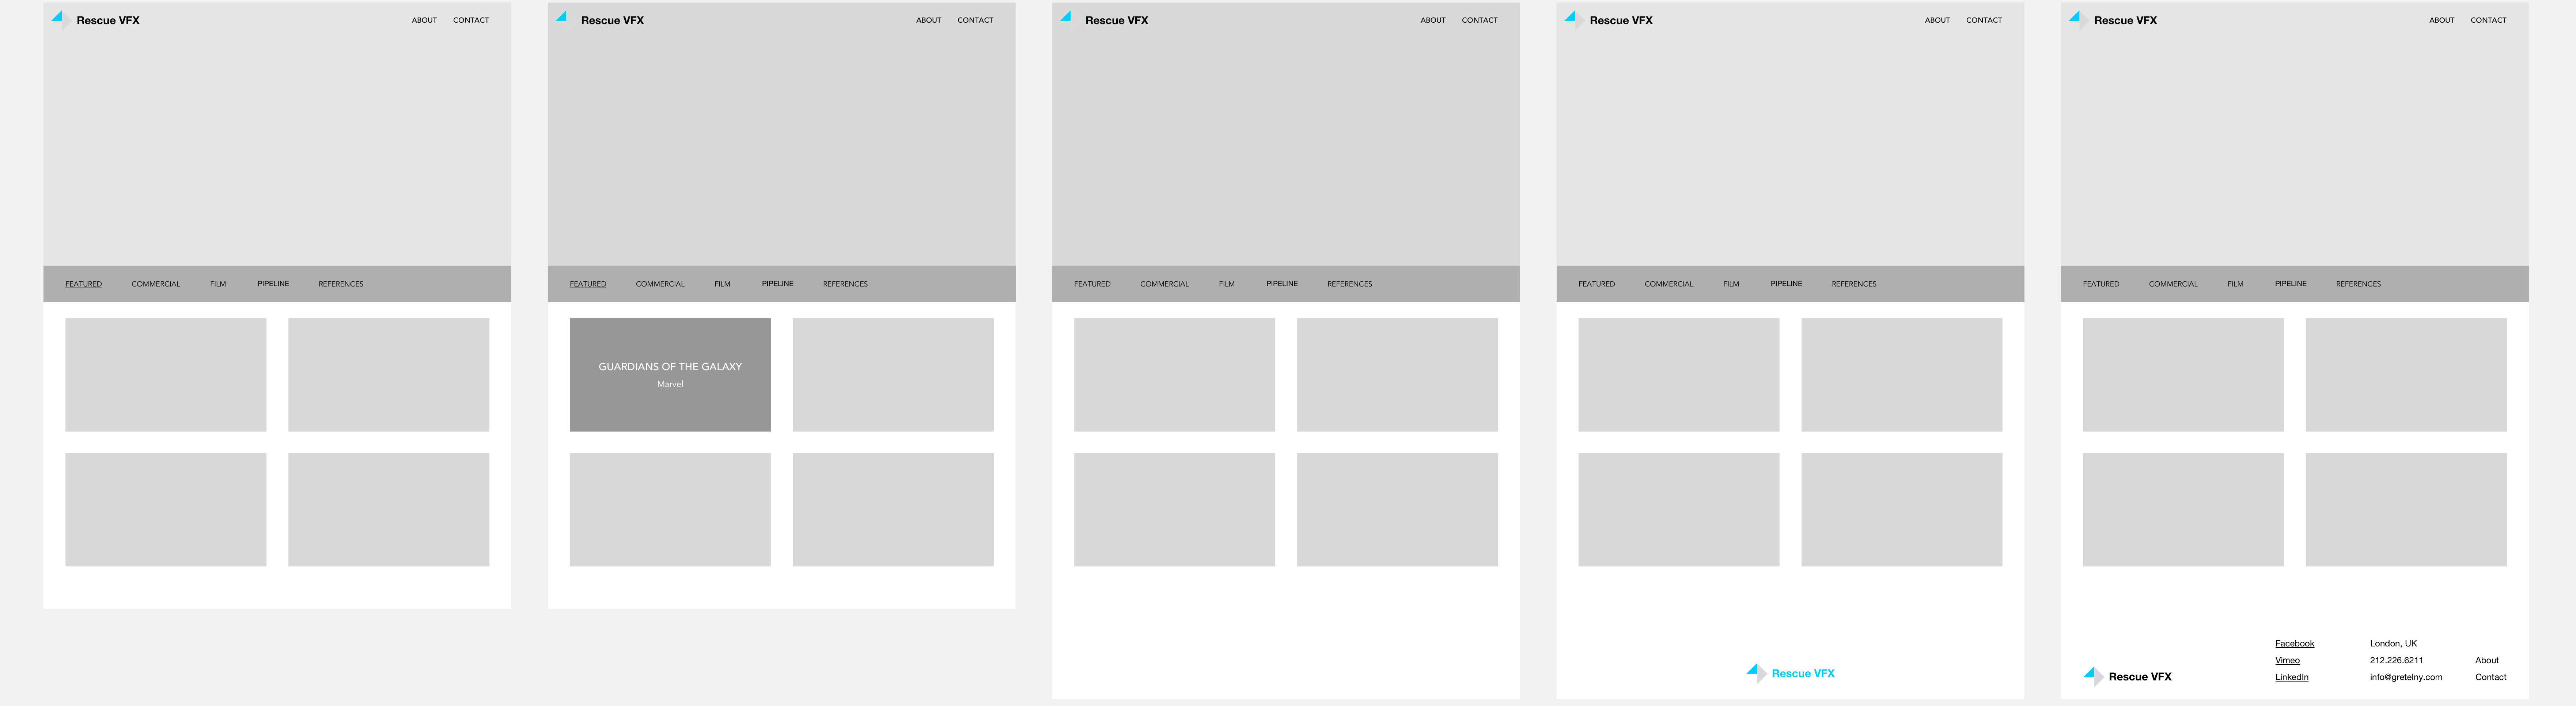 Rescue VFX ABOUT CONTACT
FEATURED COMMERCIAL FILM PIPELINE REFERENCES
Rescue VFX ABOUT CONTACT
FEATURED COMMERCIAL FILM PIPELINE REFERENCES
GUARDIANS OF THE GALAXY
Marvel
Rescue VFX ABOUT CONTACT
FEATURED COMMERCIAL FILM PIPELINE REFERENCES
Rescue VFX ABOUT CONTACT
FEATURED COMMERCIAL FILM PIPELINE REFERENCES
Rescue VFX
Rescue VFX ABOUT CONTACT
FEATURED COMMERCIAL FILM PIPELINE REFERENCES
Rescue VFX
Facebook
Vimeo
LinkedIn
London, UK
212.226.6211
info@gretelny.com
About
Contact